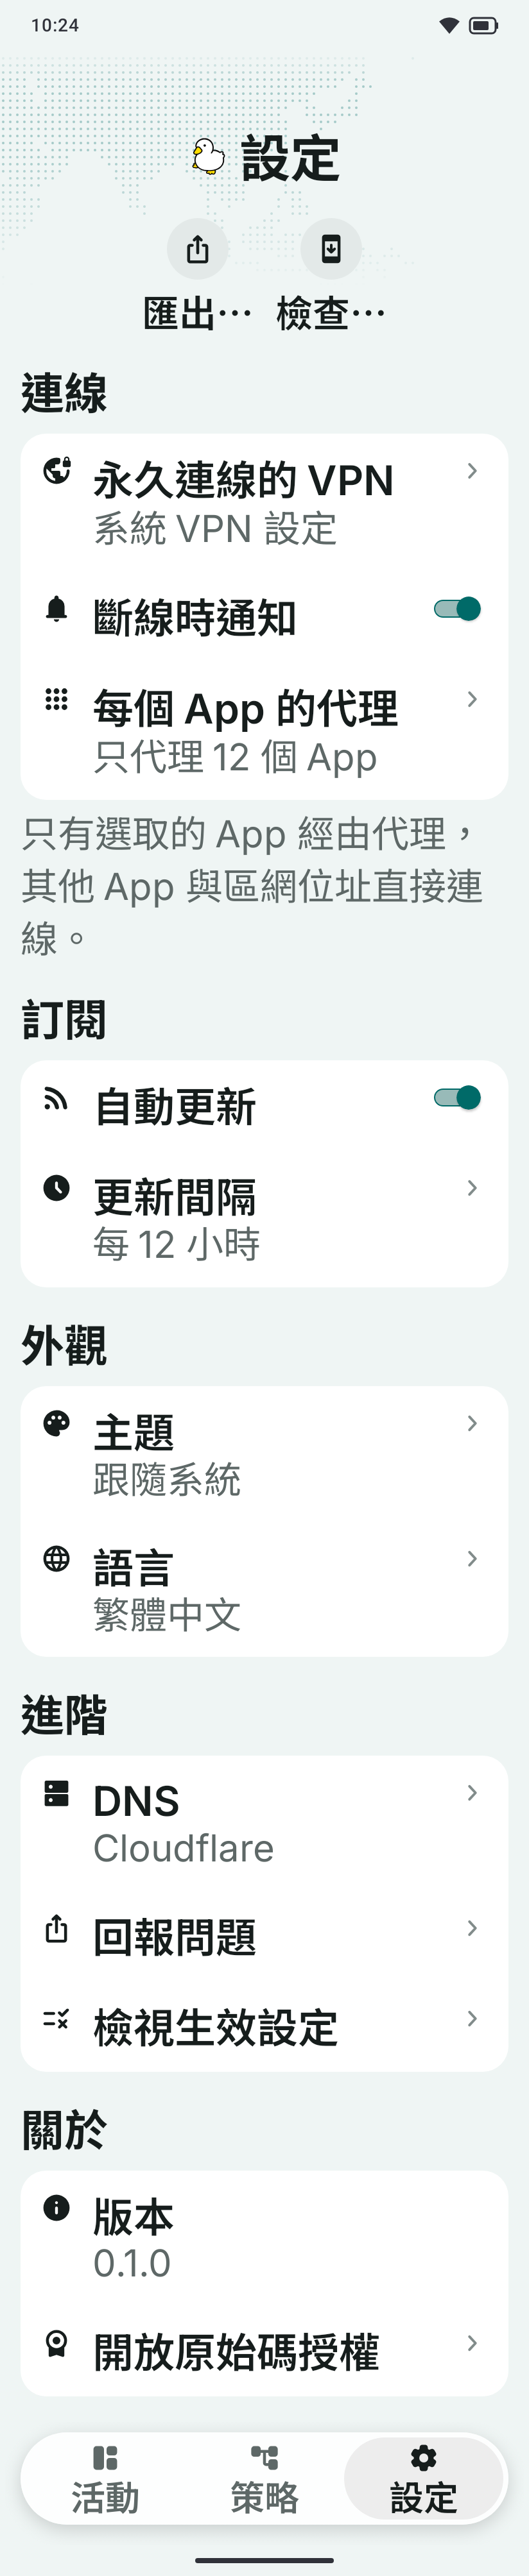 10:24
設定
匯出…
檢查…
連線
永久連線的 VPN
系統 VPN 設定
斷線時通知
每個 App 的代理
只代理 12 個 App
只有選取的 App 經由代理，
其他 App 與區網位址直接連
線。
訂閱
自動更新
更新間隔
每 12 小時
外觀
主題
跟隨系統
語言
繁體中文
進階
DNS
Cloudflare
回報問題
檢視生效設定
關於
版本
0.1.0
開放原始碼授權
活動
策略
設定